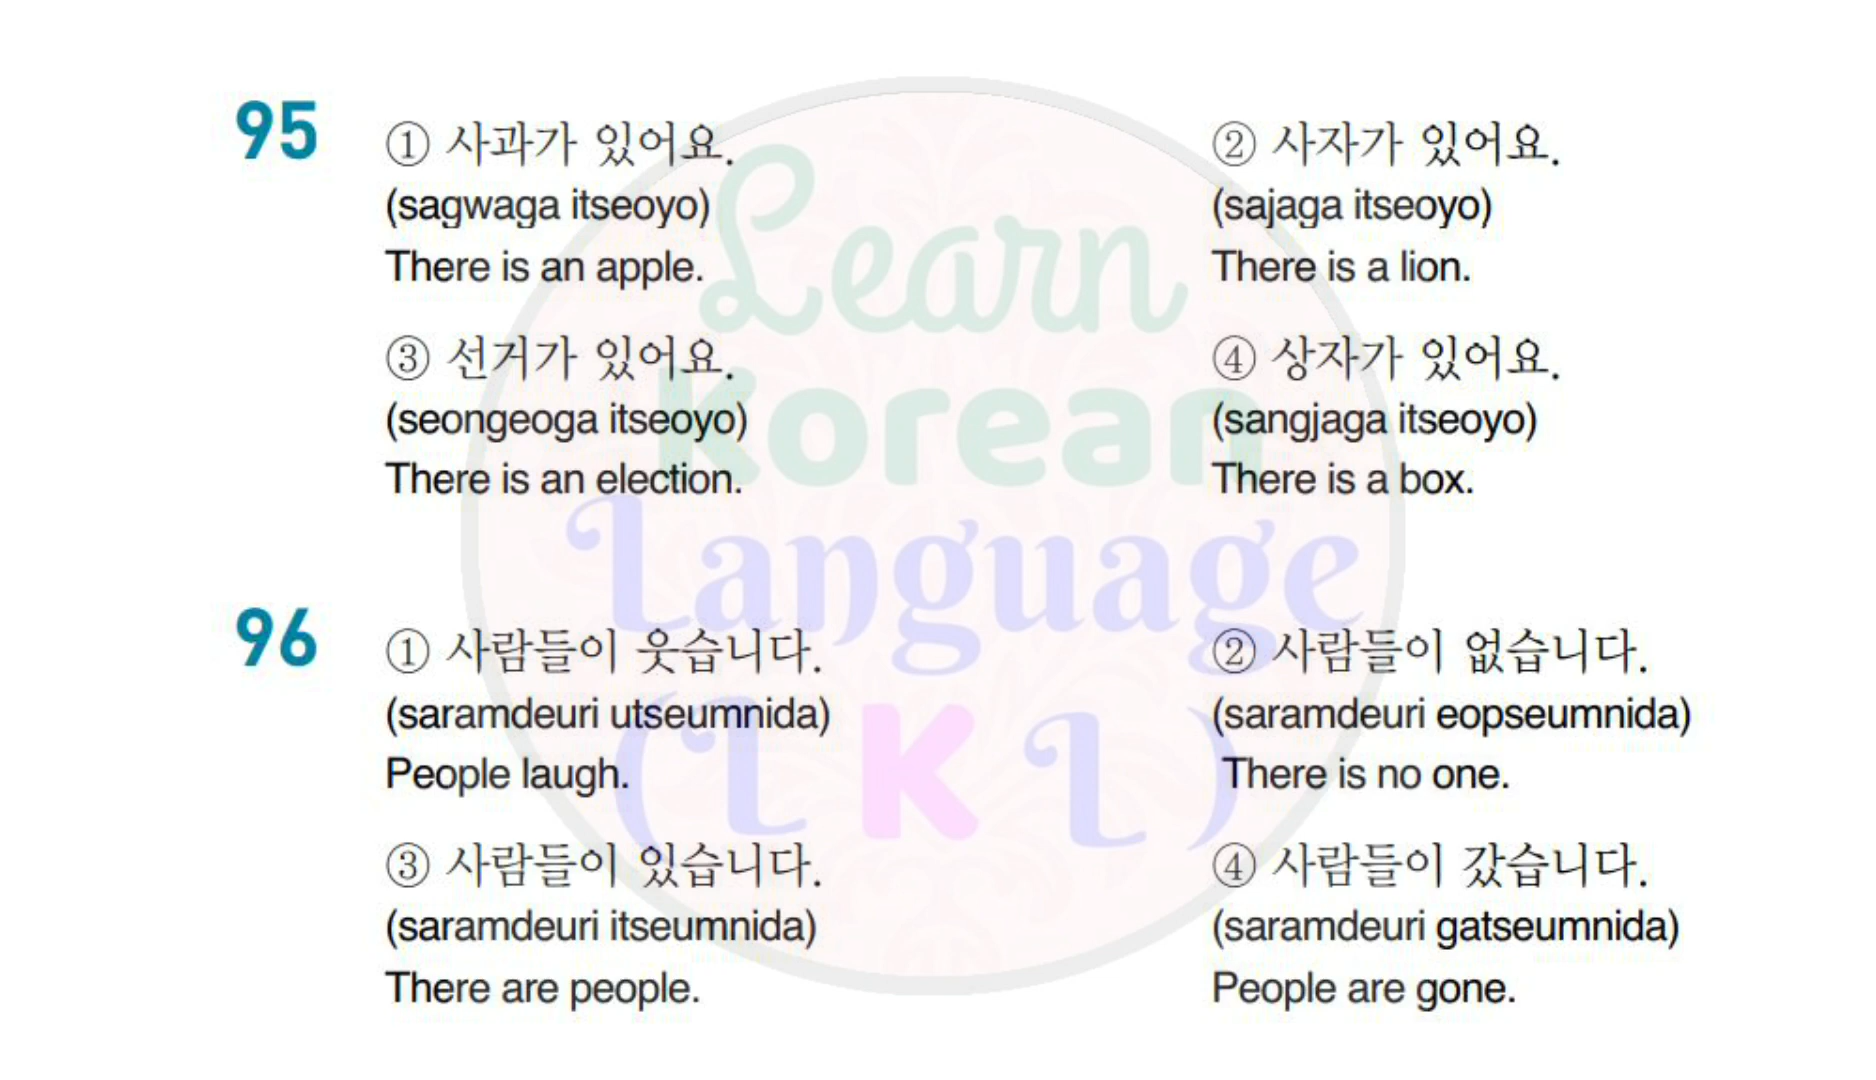 95
① 사과가 있어요.
(sagwaga itseoyo)
There is an apple.
② 사자가 있어요.
(sajaga itseoyo)
There is a lion.
③ 선거가 있어요.
(seongeoga itseoyo)
There is an election.
④ 상자가 있어요.
(sangjaga itseoyo)
There is a box.
96
① 사람들이 웃습니다.
(saramdeuri utseumnida)
People laugh.
② 사람들이 없습니다.
(saramdeuri eopseumnida)
There is no one.
③ 사람들이 있습니다.
(saramdeuri itseumnida)
There are people.
④ 사람들이 갔습니다.
(saramdeuri gatseumnida)
People are gone.
Learn
Korean
Language
(LKL)